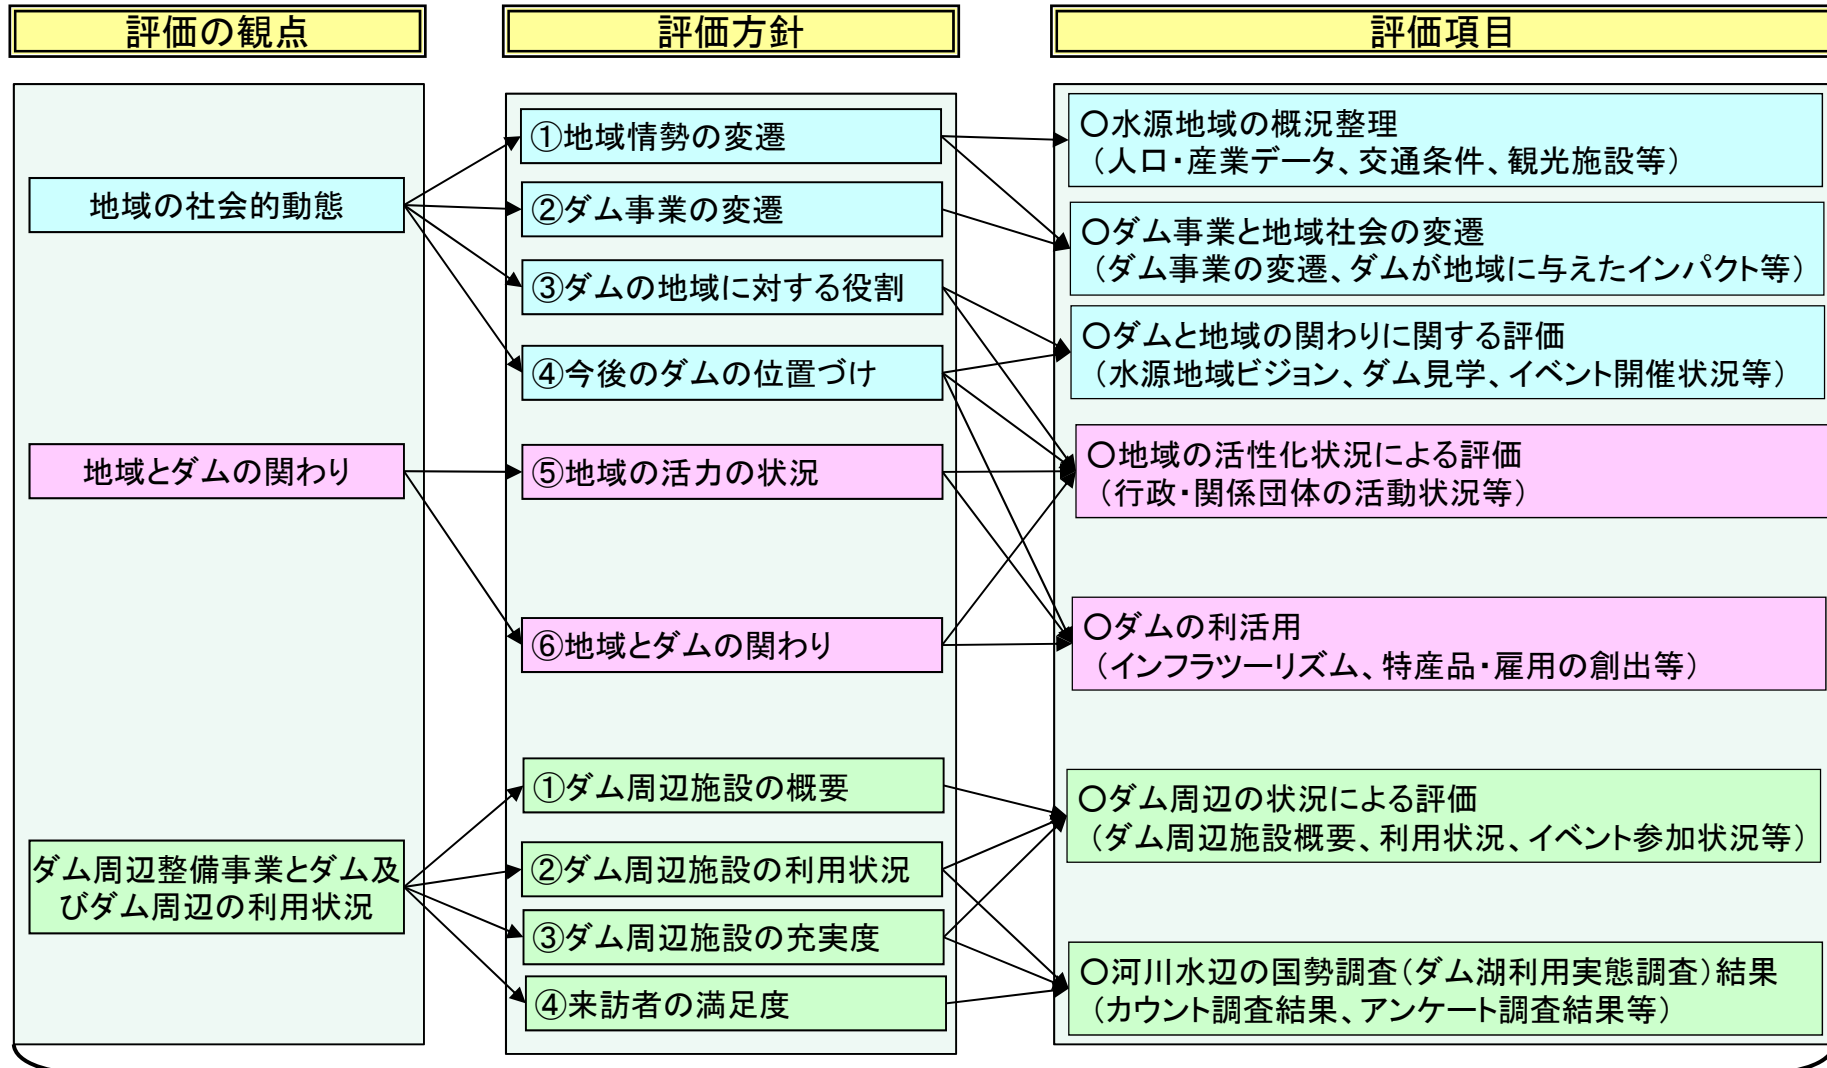 評価の観点
評価方針
評価項目
地域の社会的動態
地域とダムの関わり
ダム周辺整備事業とダム及
びダム周辺の利用状況
①地域情勢の変遷
②ダム事業の変遷
③ダムの地域に対する役割
④今後のダムの位置づけ
⑤地域の活力の状況
⑥地域とダムの関わり
①ダム周辺施設の概要
②ダム周辺施設の利用状況
③ダム周辺施設の充実度
④来訪者の満足度
○水源地域の概況整理
（人口・産業データ、交通条件、観光施設等）
○ダム事業と地域社会の変遷
（ダム事業の変遷、ダムが地域に与えたインパクト等）
○ダムと地域の関わりに関する評価
（水源地域ビジョン、ダム見学、イベント開催状況等）
○地域の活性化状況による評価
（行政・関係団体の活動状況等）
○ダムの利活用
（インフラツーリズム、特産品・雇用の創出等）
○ダム周辺の状況による評価
（ダム周辺施設概要、利用状況、イベント参加状況等）
○河川水辺の国勢調査（ダム湖利用実態調査）結果
（カウント調査結果、アンケート調査結果等）